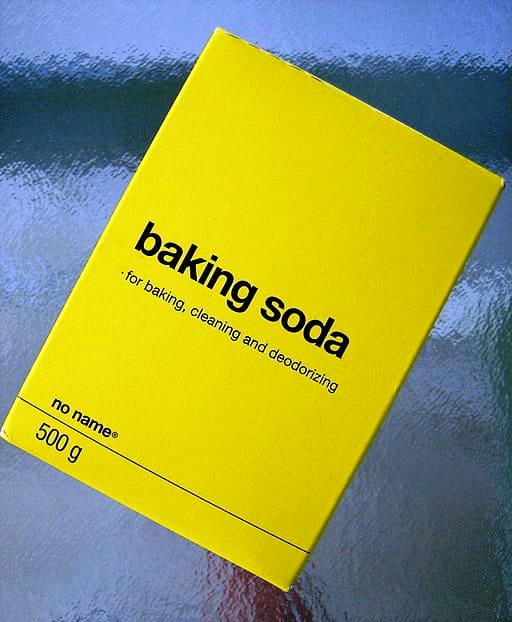 baking soda
· for baking, cleaning and deodorizing
no name®
500 g